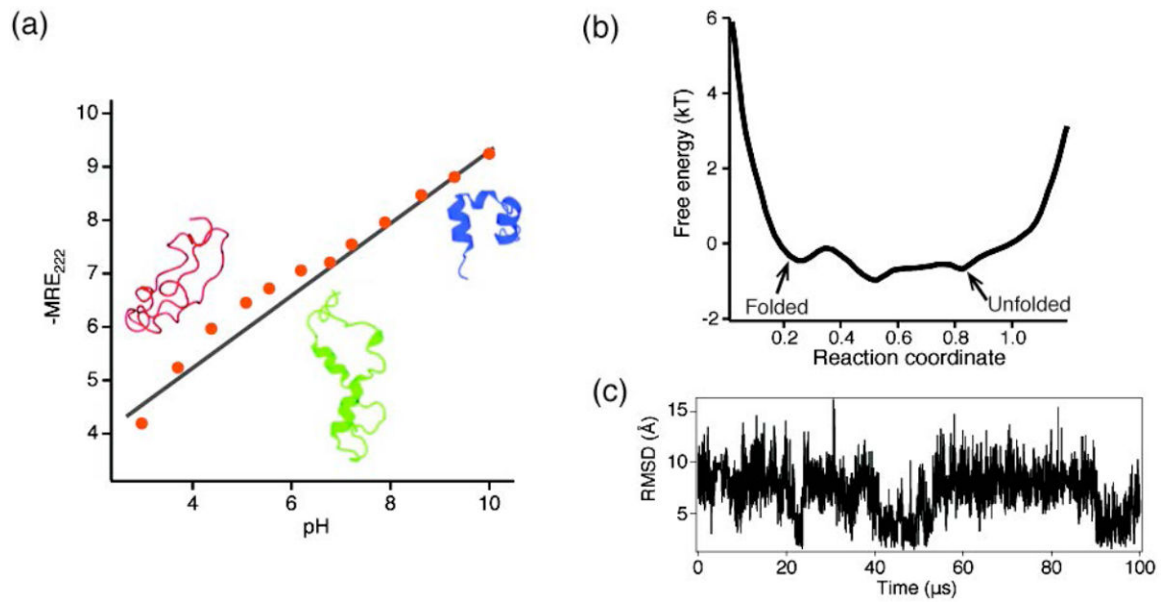 (a)
-MRE222
10
9
8
7
6
5
4
4 6 8 10
pH
(b)
Free energy (kT)
6
4
2
0
-2
Folded
Unfolded
0.2 0.4 0.6 0.8 1.0
Reaction coordinate
(c)
RMSD (Å)
15
10
5
0 20 40 60 80 100
Time (µs)